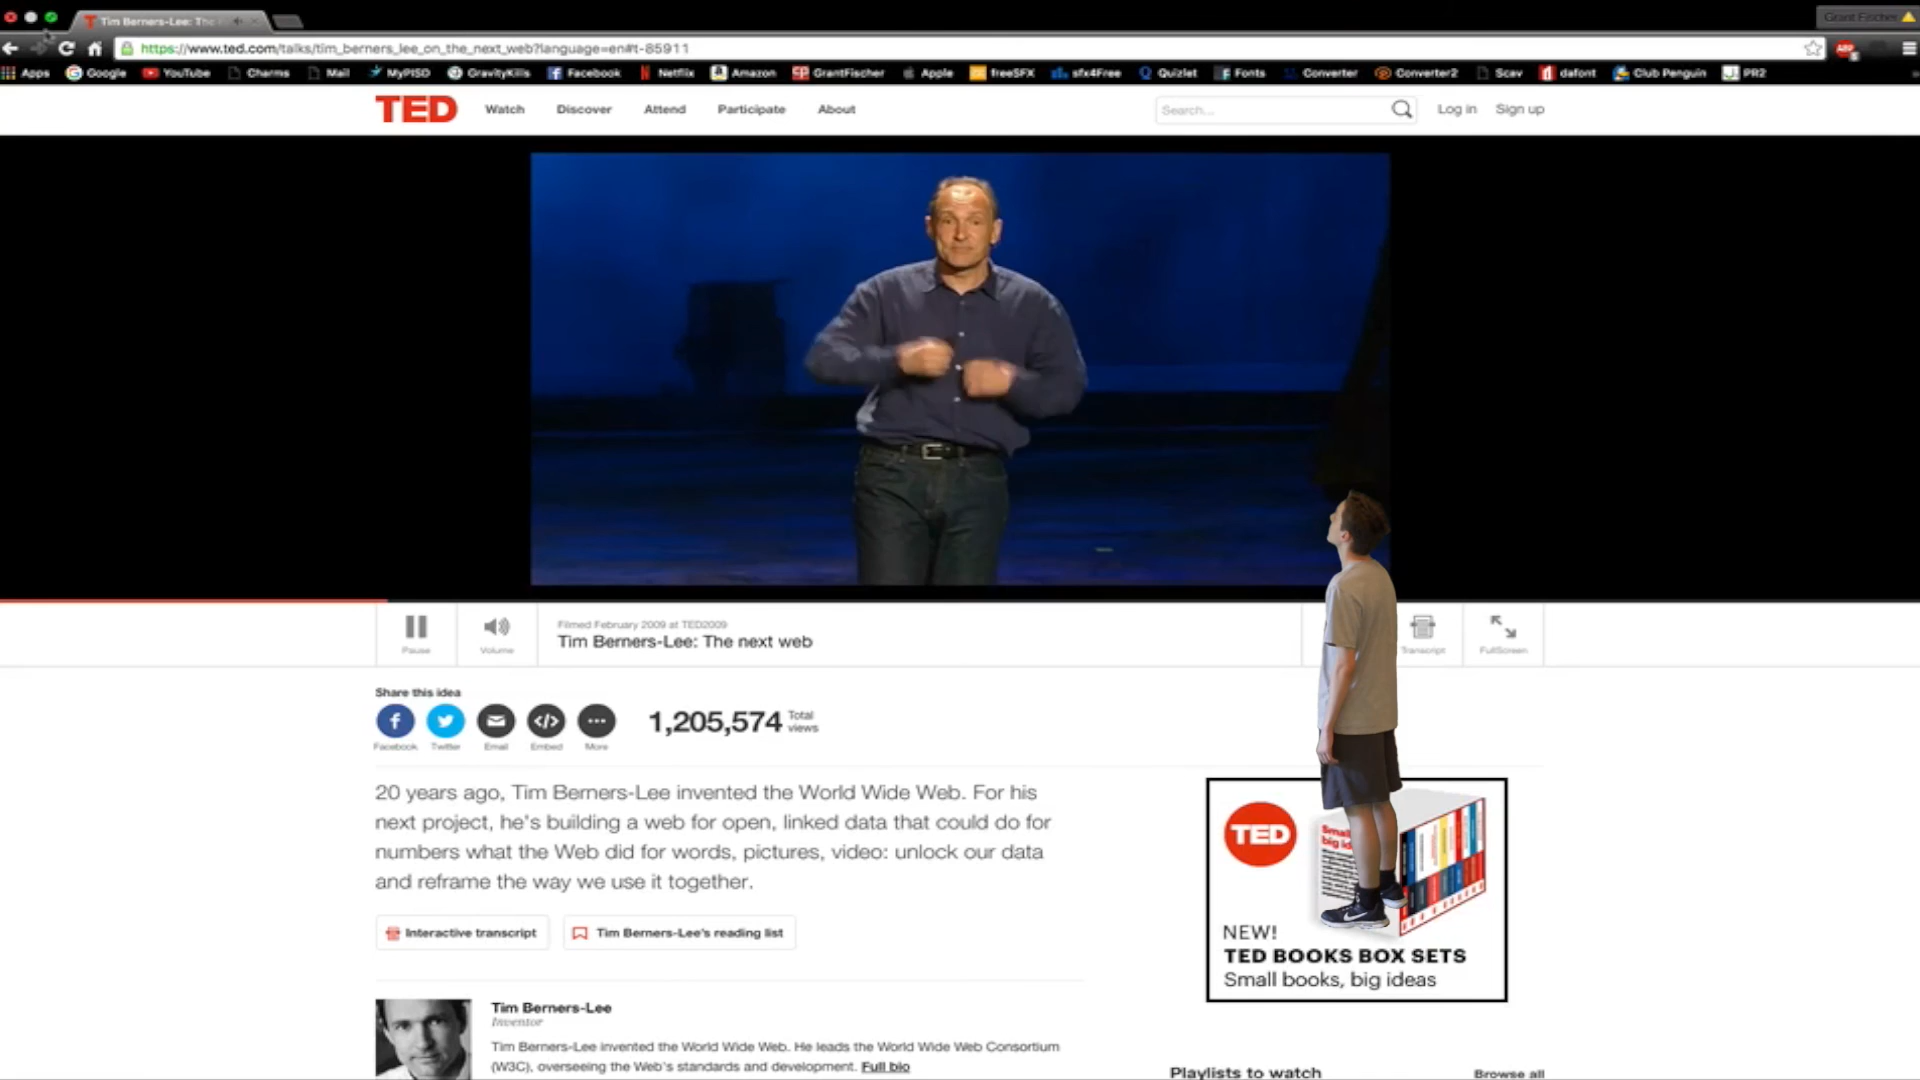 Tim Berners-Lee: The
Grant Fischer
https://www.ted.com/talks/tim_berners_lee_on_the_next_web?language=en#t-85911
Apps Google YouTube Charms Mail MyPISD GravityKills Facebook Netflix Amazon GrantFischer Apple freeSFX sfx4Free Quizlet Fonts Converter Converter2 Scav dafont Club Penguin PR2
TED Watch Discover Attend Participate About Search... Log in Sign up
Filmed February 2009 at TED2009
Tim Berners-Lee: The next web
Pause Volume Transcript FullScreen
Share this idea
1,205,574 Total views
Facebook Twitter Email Embed More
20 years ago, Tim Berners-Lee invented the World Wide Web. For his
next project, he's building a web for open, linked data that could do for
numbers what the Web did for words, pictures, video: unlock our data
and reframe the way we use it together.
Interactive transcript Tim Berners-Lee's reading list
TED
NEW!
TED BOOKS BOX SETS
Small books, big ideas
Tim Berners-Lee
Inventor
Tim Berners-Lee invented the World Wide Web. He leads the World Wide Web Consortium
(W3C), overseeing the Web's standards and development. Full bio
Playlists to watch Browse all